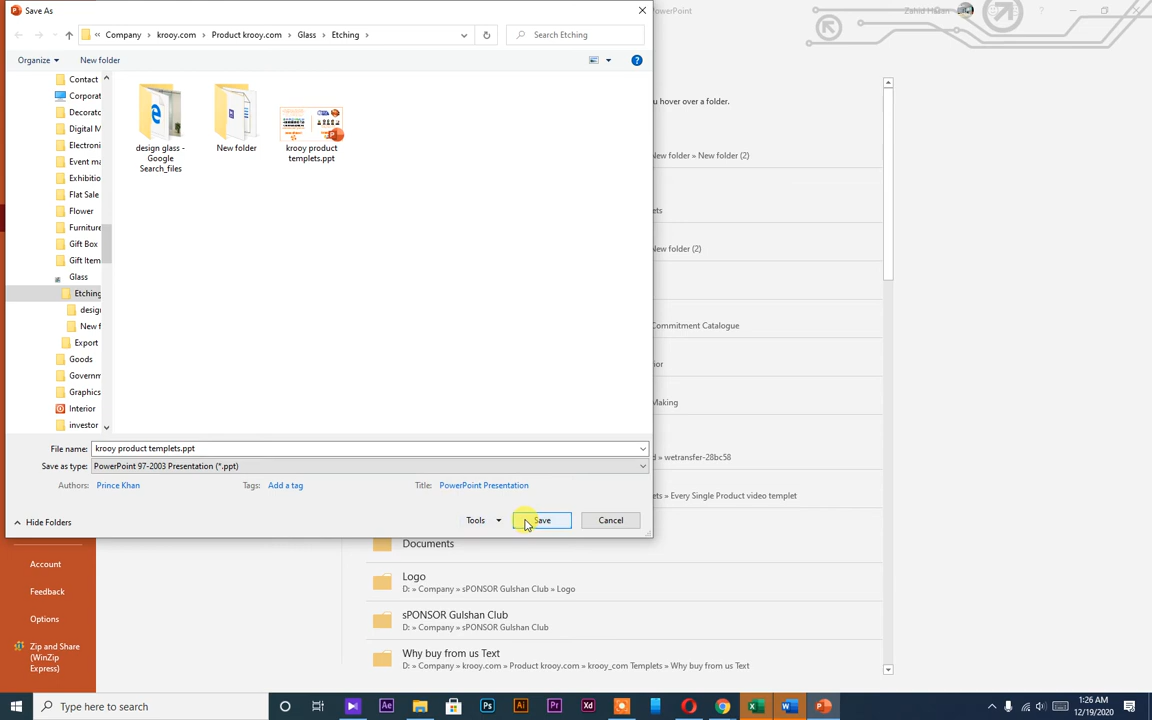 Save As
PowerPoint
Zahid Hasan
« Company › krooy.com › Product krooy.com › Glass › Etching ›
Search Etching
Organize
New folder
Contact
Corporat
Decorato
Digital M
Electroni
Event ma
Exhibitio
Flat Sale
Flower
Furniture
Gift Box
Gift Item
Glass
Etching
desig
New f
Export
Goods
Governm
Graphics
Interior
investor
design glass -
Google
Search_files
New folder
krooy product
templets.ppt
File name:
krooy product templets.ppt
Save as type:
PowerPoint 97-2003 Presentation (*.ppt)
Authors:
Prince Khan
Tags:
Add a tag
Title:
PowerPoint Presentation
Hide Folders
Tools
Save
Cancel
u hover over a folder.
New folder » New folder (2)
ets
New folder (2)
Commitment Catalogue
ior
Making
d » wetransfer-28bc58
ets » Every Single Product video templet
Documents
Logo
D: » Company » sPONSOR Gulshan Club » Logo
sPONSOR Gulshan Club
D: » Company » sPONSOR Gulshan Club
Why buy from us Text
D: » Company » krooy.com » Product krooy.com » krooy_com Templets » Why buy from us Text
Account
Feedback
Options
Zip and Share
(WinZip
Express)
Type here to search
1:26 AM
12/19/2020